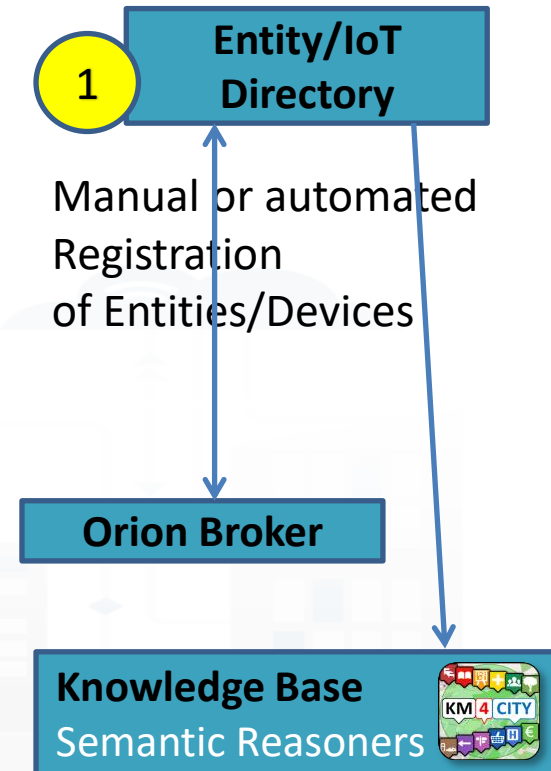 1
Entity/IoT
Directory
Manual or automated
Registration
of Entities/Devices
Orion Broker
Knowledge Base
Semantic Reasoners
KM 4 CITY
H €